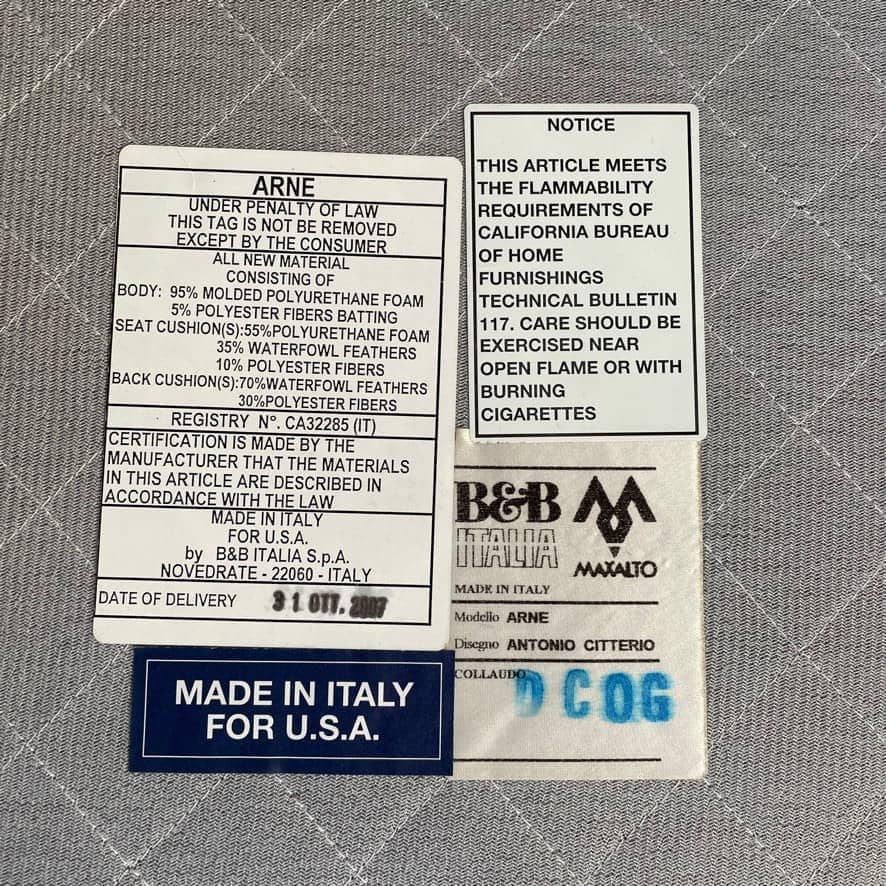 ARNE
UNDER PENALTY OF LAW
THIS TAG IS NOT BE REMOVED
EXCEPT BY THE CONSUMER
ALL NEW MATERIAL
CONSISTING OF
BODY: 95% MOLDED POLYURETHANE FOAM
5% POLYESTER FIBERS BATTING
SEAT CUSHION(S):55%POLYURETHANE FOAM
35% WATERFOWL FEATHERS
10% POLYESTER FIBERS
BACK CUSHION(S):70%WATERFOWL FEATHERS
30%POLYESTER FIBERS
REGISTRY N°. CA32285 (IT)
CERTIFICATION IS MADE BY THE
MANUFACTURER THAT THE MATERIALS
IN THIS ARTICLE ARE DESCRIBED IN
ACCORDANCE WITH THE LAW
MADE IN ITALY
FOR U.S.A.
by B&B ITALIA S.p.A.
NOVEDRATE - 22060 - ITALY
DATE OF DELIVERY 31 OTT. 2007
MADE IN ITALY
FOR U.S.A.
NOTICE
THIS ARTICLE MEETS
THE FLAMMABILITY
REQUIREMENTS OF
CALIFORNIA BUREAU
OF HOME
FURNISHINGS
TECHNICAL BULLETIN
117. CARE SHOULD BE
EXERCISED NEAR
OPEN FLAME OR WITH
BURNING
CIGARETTES
B&B
ITALIA
MAXALTO
MADE IN ITALY
Modello ARNE
Disegno ANTONIO CITTERIO
COLLAUDO
D C OG